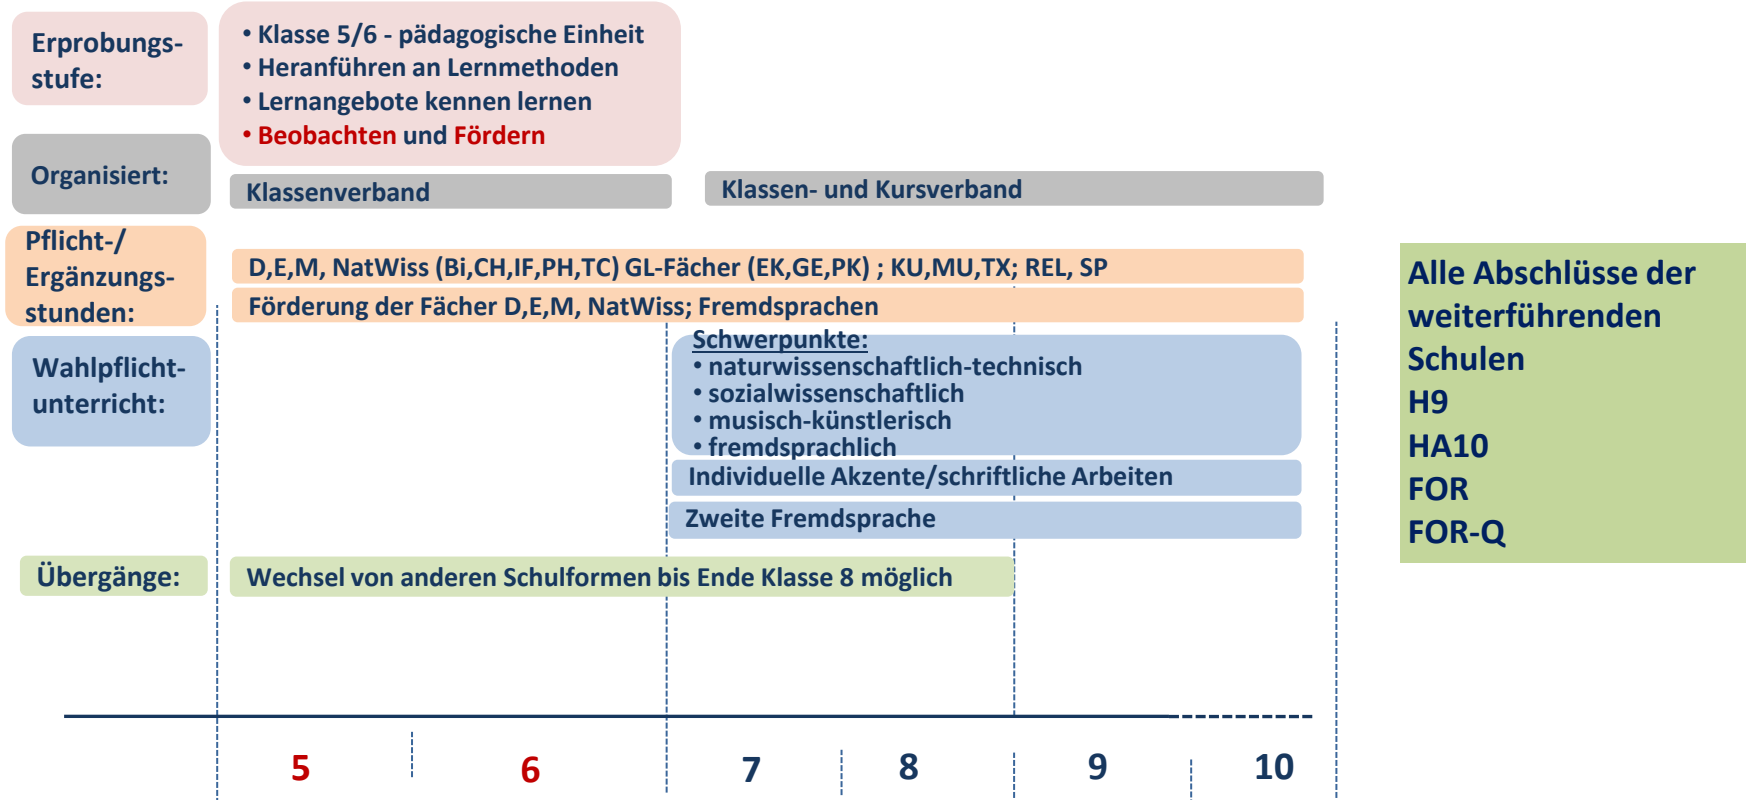 Erprobungs-
stufe:
• Klasse 5/6 - pädagogische Einheit
• Heranführen an Lernmethoden
• Lernangebote kennen lernen
• Beobachten und Fördern
Organisiert:
Klassenverband
Klassen- und Kursverband
Pflicht-/
Ergänzungs-
stunden:
D,E,M, NatWiss (Bi,CH,IF,PH,TC) GL-Fächer (EK,GE,PK) ; KU,MU,TX; REL, SP
Förderung der Fächer D,E,M, NatWiss; Fremdsprachen
Wahlpflicht-
unterricht:
Schwerpunkte:
• naturwissenschaftlich-technisch
• sozialwissenschaftlich
• musisch-künstlerisch
• fremdsprachlich
Individuelle Akzente/schriftliche Arbeiten
Zweite Fremdsprache
Übergänge:
Wechsel von anderen Schulformen bis Ende Klasse 8 möglich
Alle Abschlüsse der
weiterführenden
Schulen
H9
HA10
FOR
FOR-Q
5 6 7 8 9 10